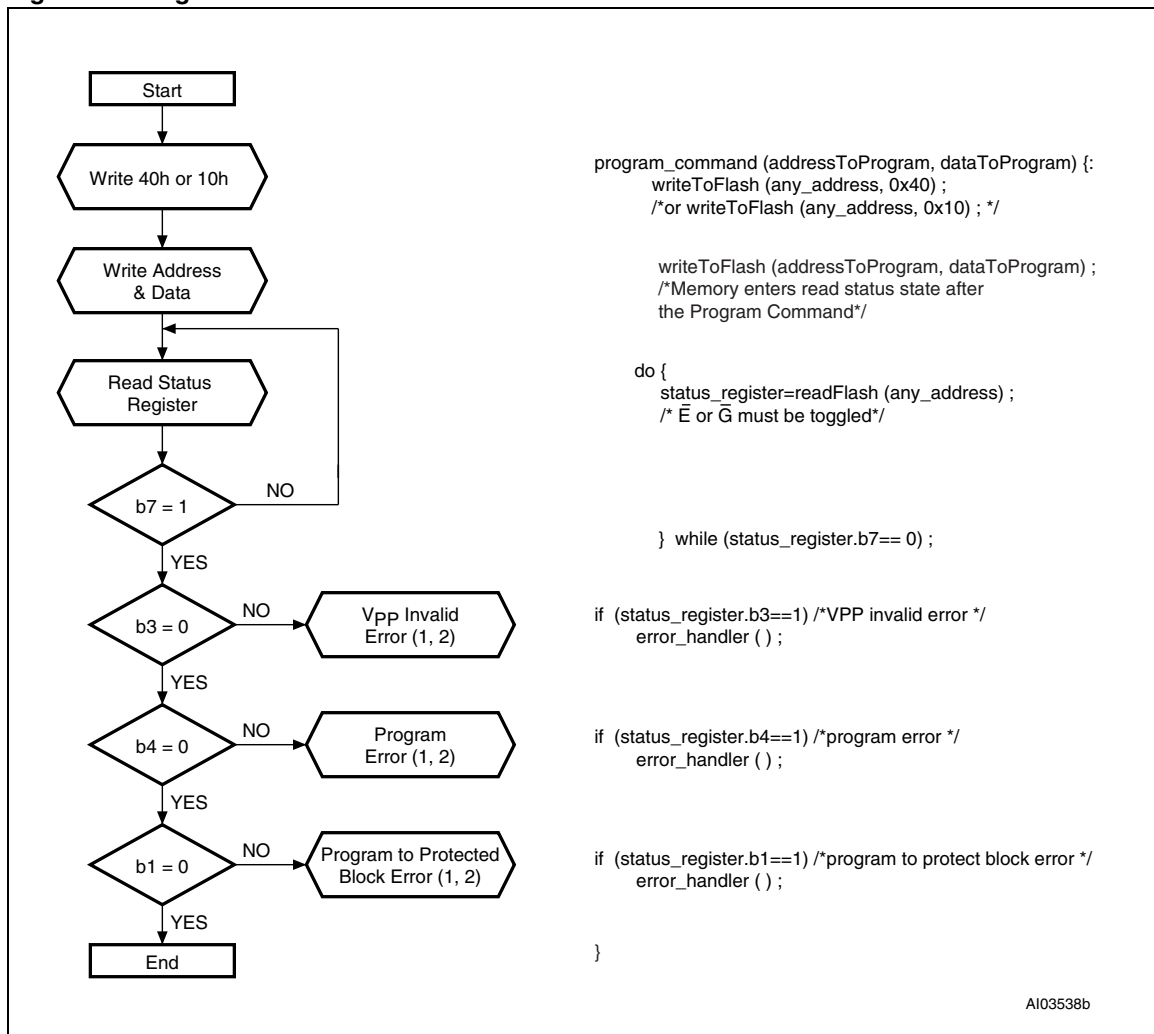 Start
Write 40h or 10h
Write Address
& Data
Read Status
Register
b7 = 1
NO
YES
b3 = 0
NO
VPP Invalid
Error (1, 2)
YES
b4 = 0
NO
Program
Error (1, 2)
YES
b1 = 0
NO
Program to Protected
Block Error (1, 2)
YES
End
program_command (addressToProgram, dataToProgram) {:
writeToFlash (any_address, 0x40) ;
/*or writeToFlash (any_address, 0x10) ; */
writeToFlash (addressToProgram, dataToProgram) ;
/*Memory enters read status state after
the Program Command*/
do {
status_register=readFlash (any_address) ;
/* E̅ or G̅ must be toggled*/
} while (status_register.b7== 0) ;
if (status_register.b3==1) /*VPP invalid error */
error_handler ( ) ;
if (status_register.b4==1) /*program error */
error_handler ( ) ;
if (status_register.b1==1) /*program to protect block error */
error_handler ( ) ;
}
AI03538b